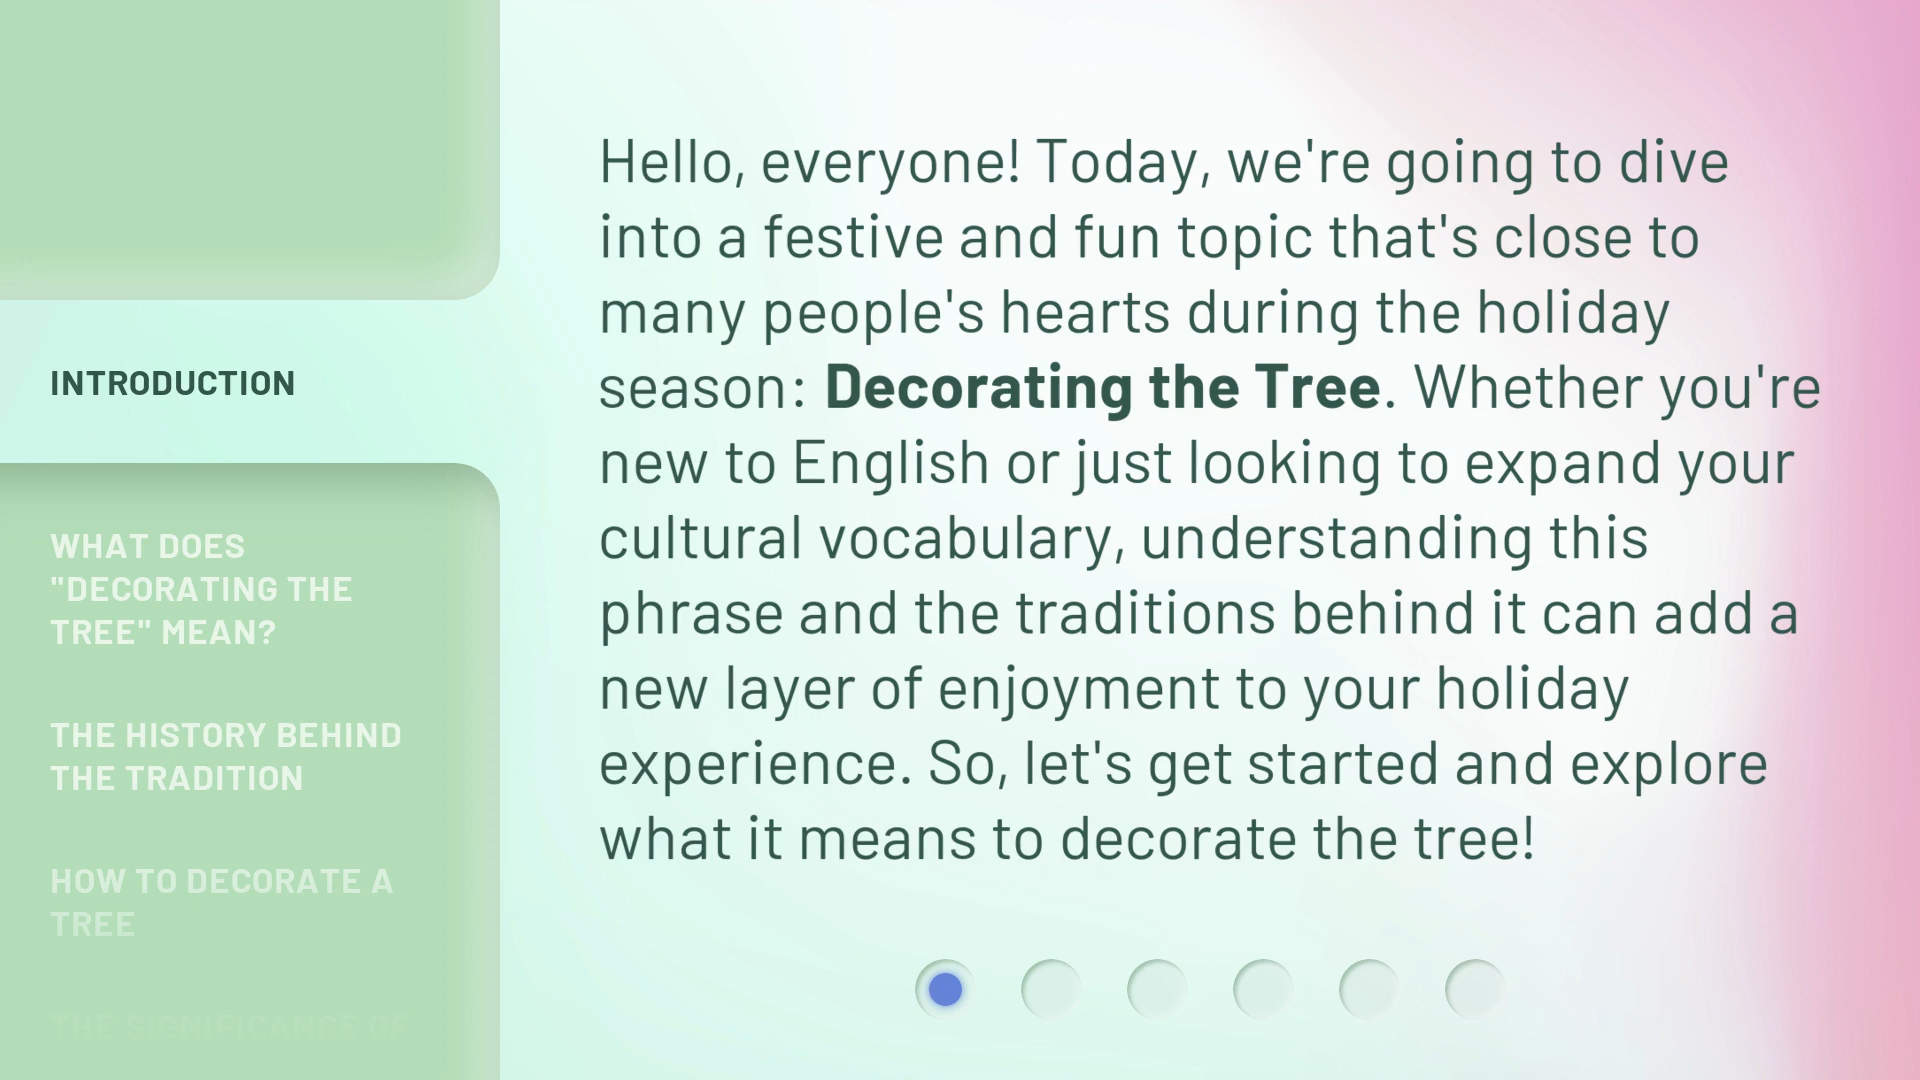 INTRODUCTION
WHAT DOES
"DECORATING THE
TREE" MEAN?
THE HISTORY BEHIND
THE TRADITION
HOW TO DECORATE A
TREE
THE SIGNIFICANCE OF
Hello, everyone! Today, we're going to dive
into a festive and fun topic that's close to
many people's hearts during the holiday
season: Decorating the Tree. Whether you're
new to English or just looking to expand your
cultural vocabulary, understanding this
phrase and the traditions behind it can add a
new layer of enjoyment to your holiday
experience. So, let's get started and explore
what it means to decorate the tree!